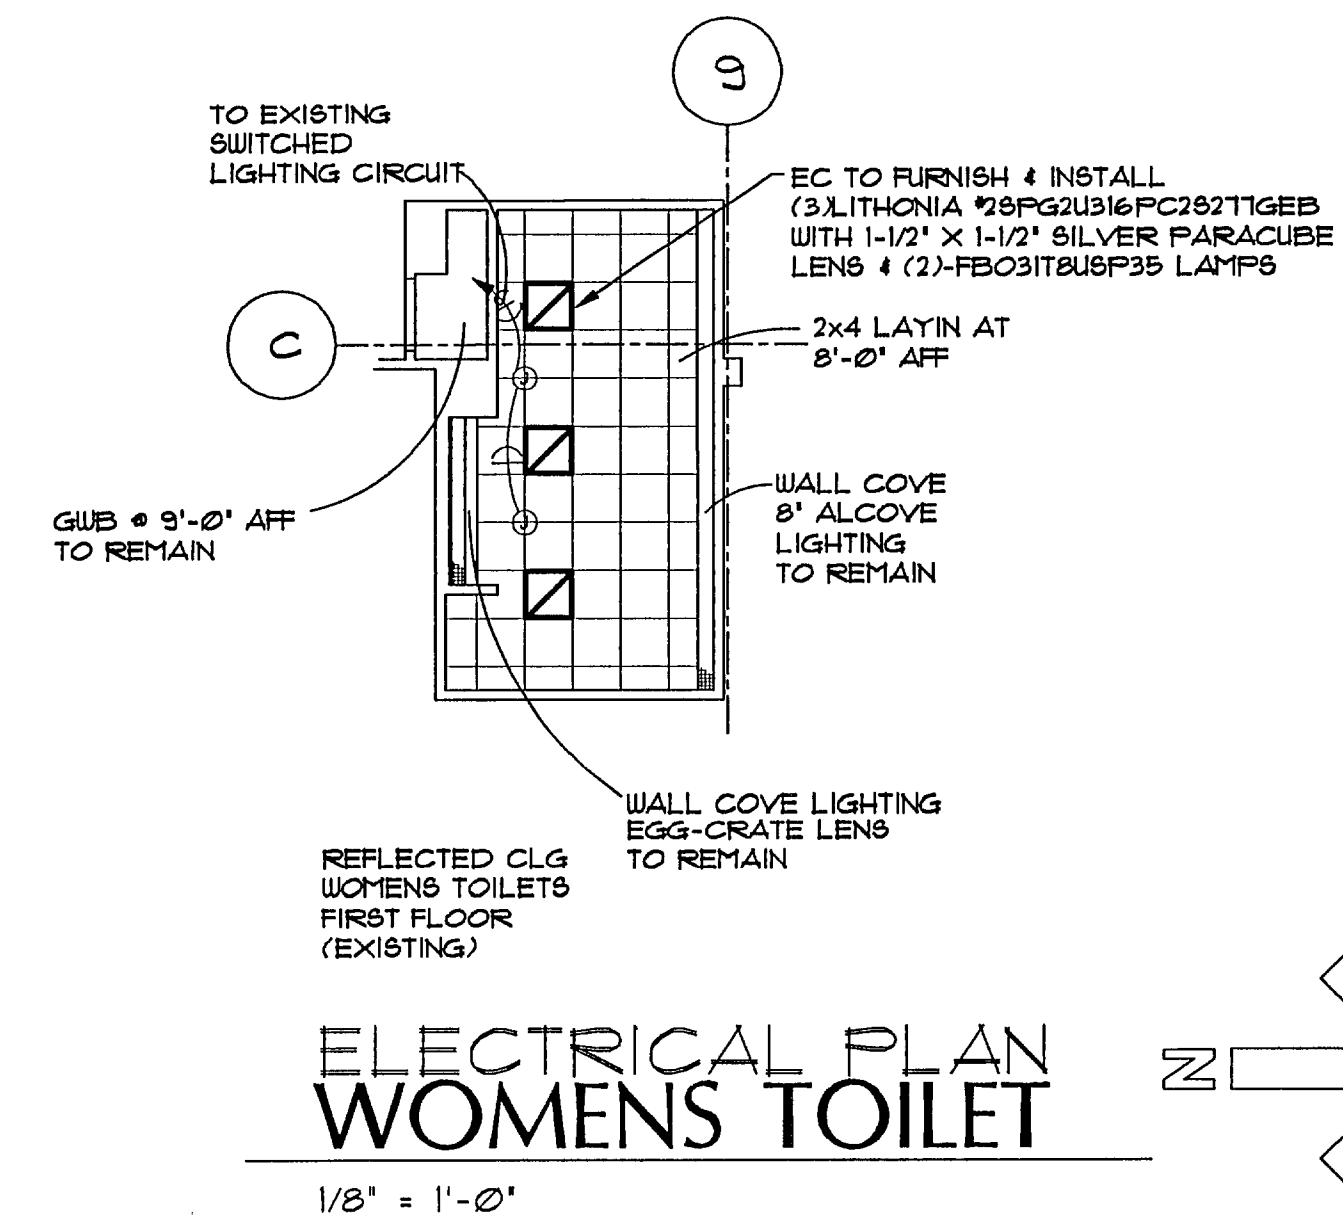 9
TO EXISTING
SWITCHED
LIGHTING CIRCUIT
EC TO FURNISH & INSTALL
(3)LITHONIA #2SPG2U316PC2S277GEB
WITH 1-1/2" X 1-1/2" SILVER PARACUBE
LENS & (2)-FBO31T8USP35 LAMPS
C
2x4 LAYIN AT
8'-0" AFF
J
WALL COVE
8' ALCOVE
LIGHTING
TO REMAIN
GWB @ 9'-0" AFF
TO REMAIN
J
WALL COVE LIGHTING
EGG-CRATE LENS
TO REMAIN
REFLECTED CLG
WOMENS TOILETS
FIRST FLOOR
(EXISTING)
ELECTRICAL PLAN
WOMENS TOILET
N
1/8" = 1'-0"